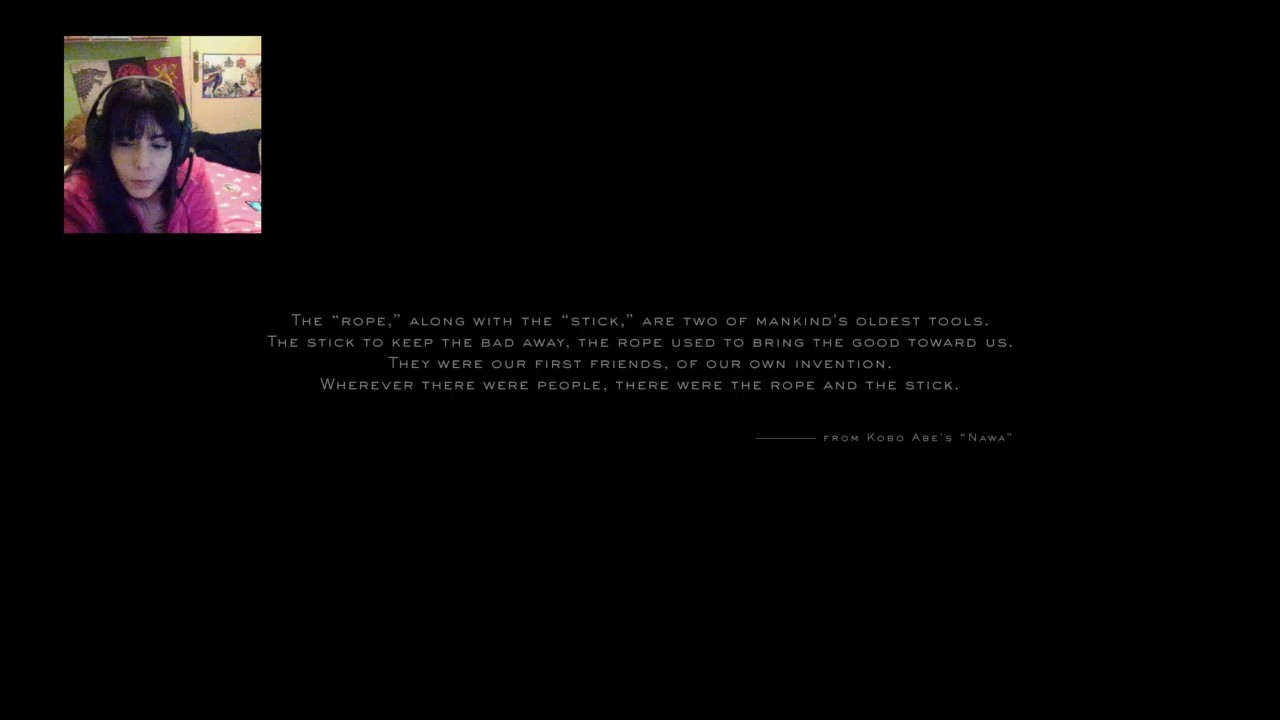 The “rope,” along with the “stick,” are two of mankind's oldest tools.
The stick to keep the bad away, the rope used to bring the good toward us.
They were our first friends, of our own invention.
Wherever there were people, there were the rope and the stick.
——— from Kobo Abe's “Nawa”